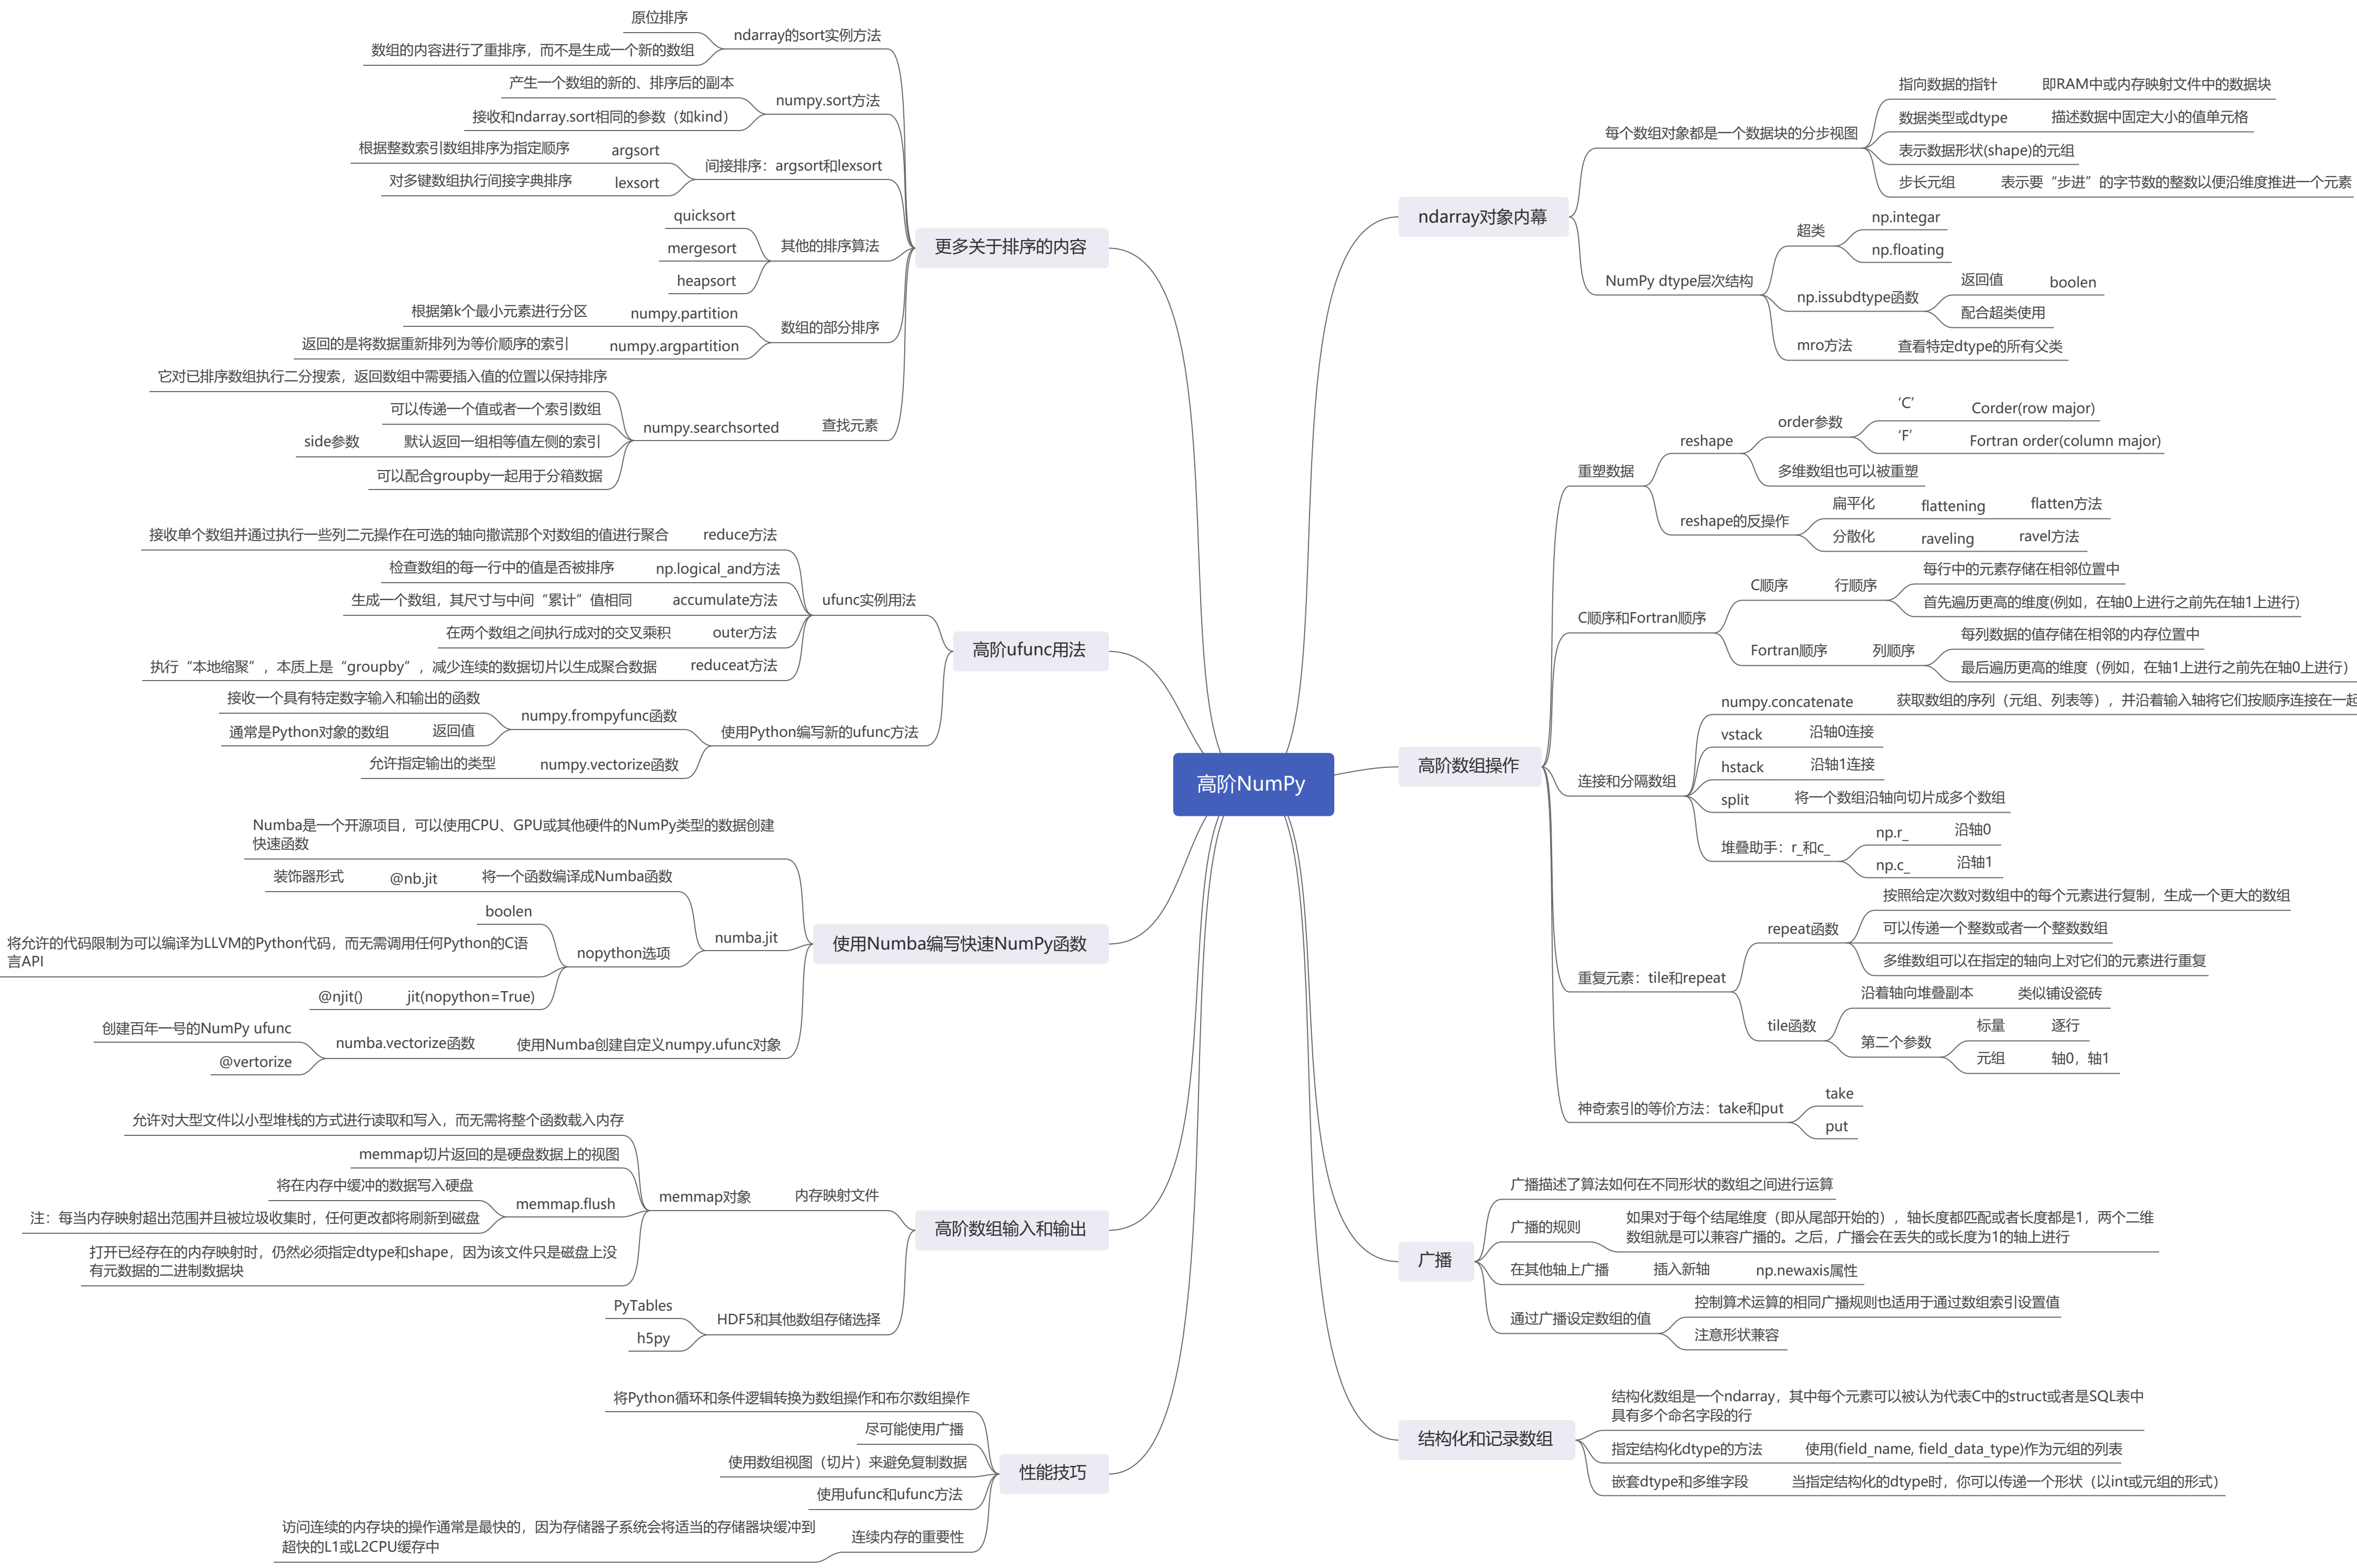 高阶NumPy
ndarray对象内幕
每个数组对象都是一个数据块的分步视图
指向数据的指针
即RAM中或内存映射文件中的数据块
数据类型或dtype
描述数据中固定大小的值单元格
表示数据形状(shape)的元组
步长元组
表示要“步进”的字节数的整数以便沿维度推进一个元素
NumPy dtype层次结构
超类
np.integar
np.floating
np.issubdtype函数
返回值
boolen
配合超类使用
mro方法
查看特定dtype的所有父类
高阶数组操作
重塑数据
reshape
order参数
‘C’
Corder(row major)
‘F’
Fortran order(column major)
多维数组也可以被重塑
reshape的反操作
扁平化
flattening
flatten方法
分散化
raveling
ravel方法
C顺序和Fortran顺序
C顺序
行顺序
每行中的元素存储在相邻位置中
首先遍历更高的维度(例如，在轴0上进行之前先在轴1上进行)
Fortran顺序
列顺序
每列数据的值存储在相邻的内存位置中
最后遍历更高的维度（例如，在轴1上进行之前先在轴0上进行）
连接和分隔数组
numpy.concatenate
获取数组的序列（元组、列表等），并沿着输入轴将它们按顺序连接在一起
vstack
沿轴0连接
hstack
沿轴1连接
split
将一个数组沿轴向切片成多个数组
堆叠助手：r_和c_
np.r_
沿轴0
np.c_
沿轴1
重复元素：tile和repeat
repeat函数
按照给定次数对数组中的每个元素进行复制，生成一个更大的数组
可以传递一个整数或者一个整数数组
多维数组可以在指定的轴向上对它们的元素进行重复
tile函数
沿着轴向堆叠副本
类似铺设瓷砖
第二个参数
标量
逐行
元组
轴0，轴1
神奇索引的等价方法：take和put
take
put
广播
广播描述了算法如何在不同形状的数组之间进行运算
广播的规则
如果对于每个结尾维度（即从尾部开始的），轴长度都匹配或者长度都是1，两个二维
数组就是可以兼容广播的。之后，广播会在丢失的或长度为1的轴上进行
在其他轴上广播
插入新轴
np.newaxis属性
通过广播设定数组的值
控制算术运算的相同广播规则也适用于通过数组索引设置值
注意形状兼容
结构化和记录数组
结构化数组是一个ndarray，其中每个元素可以被认为代表C中的struct或者是SQL表中
具有多个命名字段的行
指定结构化dtype的方法
使用(field_name, field_data_type)作为元组的列表
嵌套dtype和多维字段
当指定结构化的dtype时，你可以传递一个形状（以int或元组的形式）
更多关于排序的内容
ndarray的sort实例方法
原位排序
数组的内容进行了重排序，而不是生成一个新的数组
numpy.sort方法
产生一个数组的新的、排序后的副本
接收和ndarray.sort相同的参数（如kind）
间接排序：argsort和lexsort
argsort
根据整数索引数组排序为指定顺序
lexsort
对多键数组执行间接字典排序
其他的排序算法
quicksort
mergesort
heapsort
数组的部分排序
numpy.partition
根据第k个最小元素进行分区
numpy.argpartition
返回的是将数据重新排列为等价顺序的索引
查找元素
numpy.searchsorted
它对已排序数组执行二分搜索，返回数组中需要插入值的位置以保持排序
可以传递一个值或者一个索引数组
默认返回一组相等值左侧的索引
side参数
可以配合groupby一起用于分箱数据
高阶ufunc用法
ufunc实例用法
reduce方法
接收单个数组并通过执行一些列二元操作在可选的轴向撒谎那个对数组的值进行聚合
np.logical_and方法
检查数组的每一行中的值是否被排序
accumulate方法
生成一个数组，其尺寸与中间“累计”值相同
outer方法
在两个数组之间执行成对的交叉乘积
reduceat方法
执行“本地缩聚”，本质上是“groupby”，减少连续的数据切片以生成聚合数据
使用Python编写新的ufunc方法
numpy.frompyfunc函数
接收一个具有特定数字输入和输出的函数
返回值
通常是Python对象的数组
numpy.vectorize函数
允许指定输出的类型
使用Numba编写快速NumPy函数
Numba是一个开源项目，可以使用CPU、GPU或其他硬件的NumPy类型的数据创建
快速函数
numba.jit
将一个函数编译成Numba函数
@nb.jit
装饰器形式
nopython选项
boolen
将允许的代码限制为可以编译为LLVM的Python代码，而无需调用任何Python的C语
言API
jit(nopython=True)
@njit()
使用Numba创建自定义numpy.ufunc对象
numba.vectorize函数
创建百年一号的NumPy ufunc
@vertorize
高阶数组输入和输出
内存映射文件
memmap对象
允许对大型文件以小型堆栈的方式进行读取和写入，而无需将整个函数载入内存
memmap切片返回的是硬盘数据上的视图
memmap.flush
将在内存中缓冲的数据写入硬盘
注：每当内存映射超出范围并且被垃圾收集时，任何更改都将刷新到磁盘
打开已经存在的内存映射时，仍然必须指定dtype和shape，因为该文件只是磁盘上没
有元数据的二进制数据块
HDF5和其他数组存储选择
PyTables
h5py
性能技巧
将Python循环和条件逻辑转换为数组操作和布尔数组操作
尽可能使用广播
使用数组视图（切片）来避免复制数据
使用ufunc和ufunc方法
连续内存的重要性
访问连续的内存块的操作通常是最快的，因为存储器子系统会将适当的存储器块缓冲到
超快的L1或L2CPU缓存中